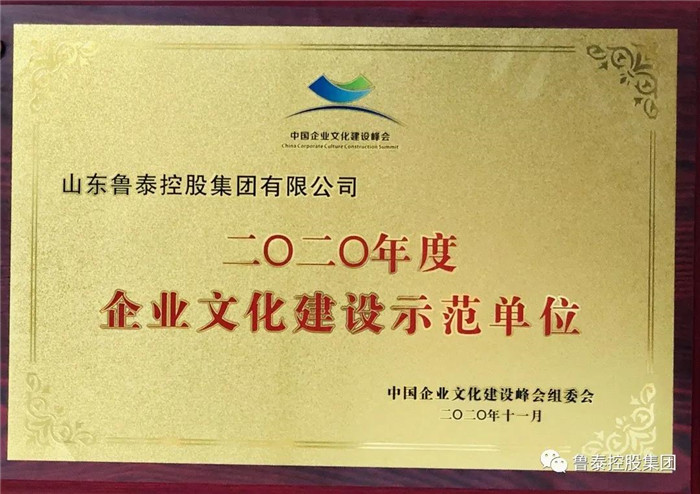 中国企业文化建设峰会
China Corporate Culture Construction Summit
山东鲁泰控股集团有限公司
二〇二〇年度
企业文化建设示范单位
中国企业文化建设峰会组委会
二〇二〇年十一月
鲁泰控股集团